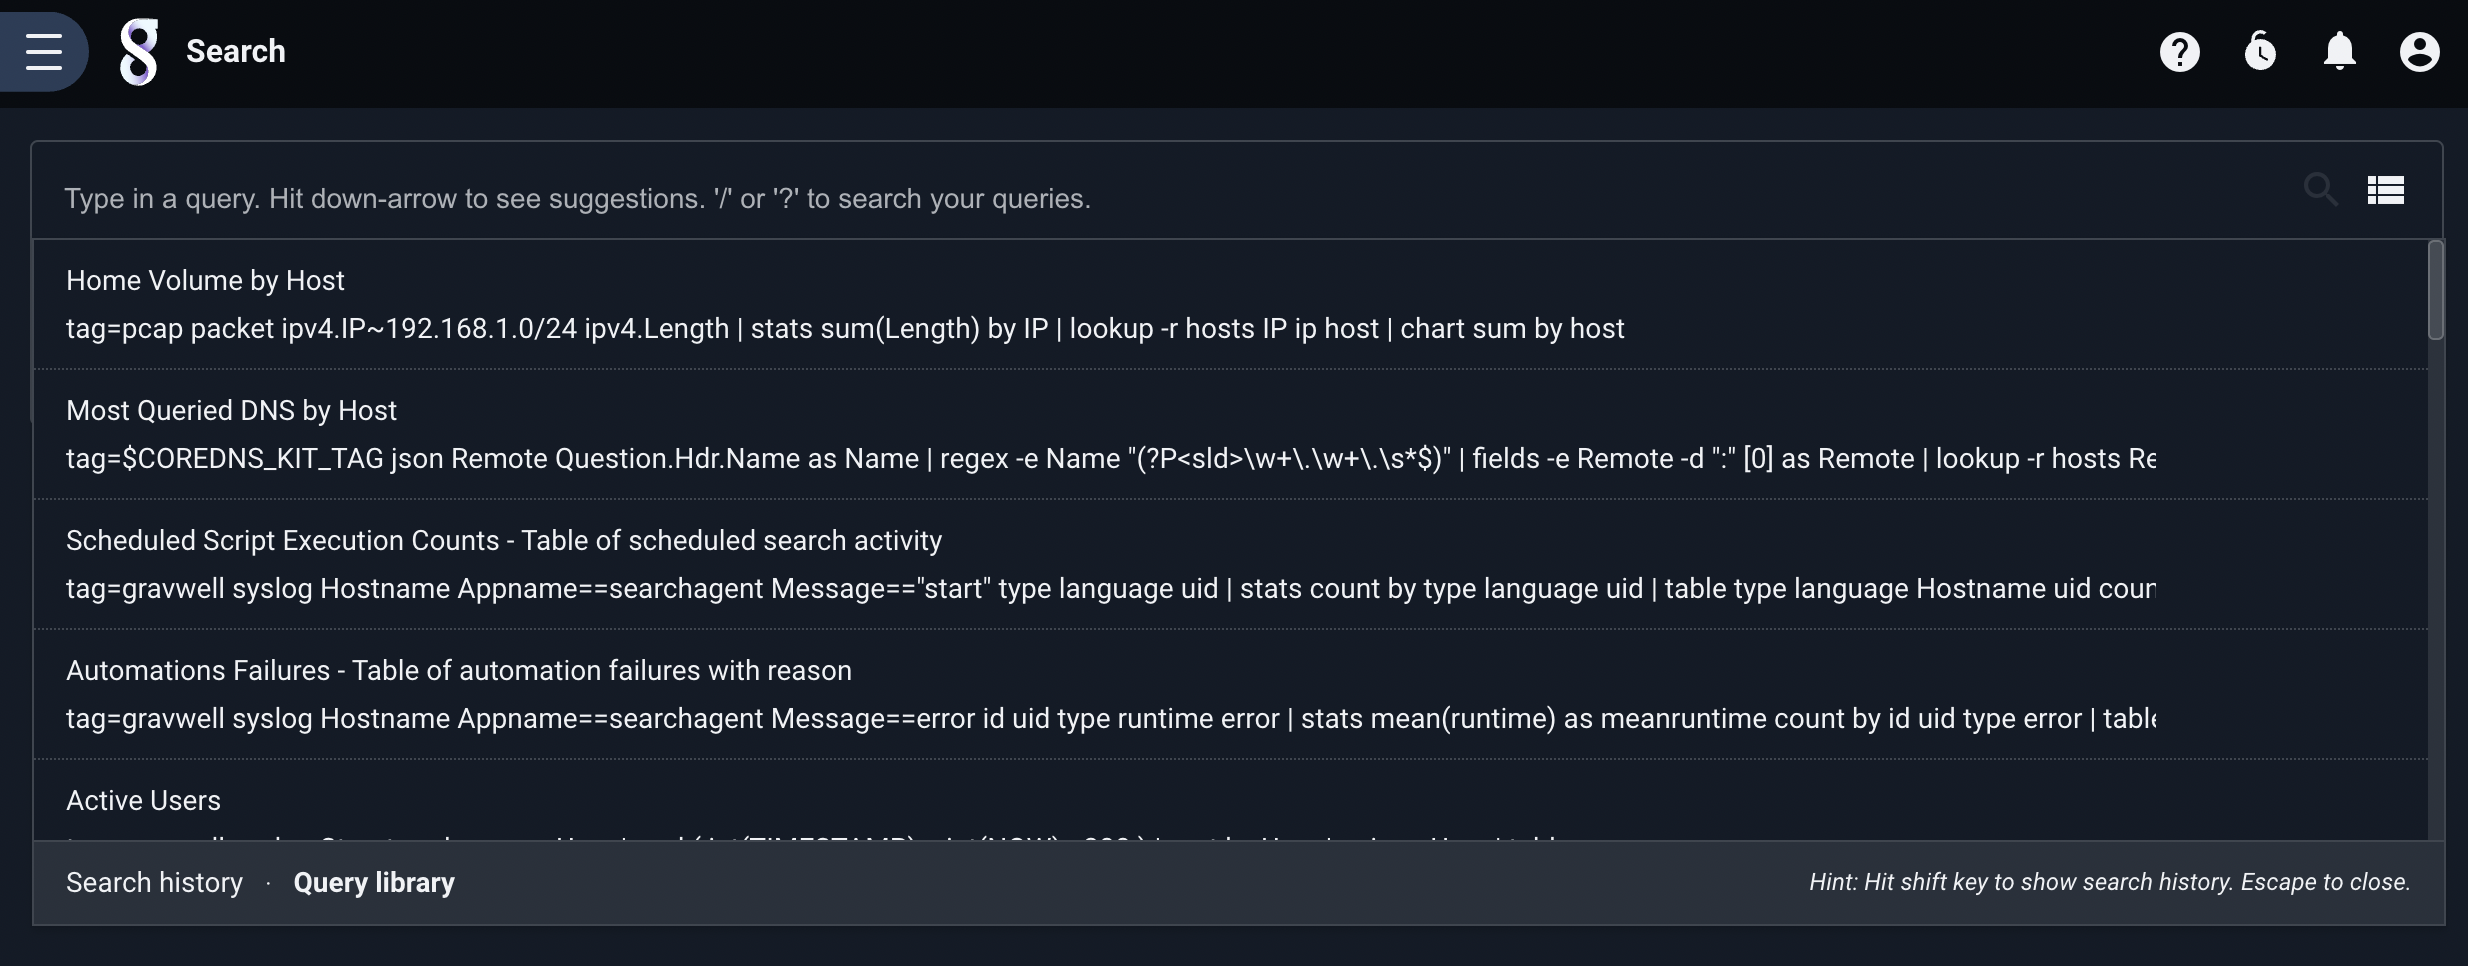 Search
Type in a query. Hit down-arrow to see suggestions. '/' or '?' to search your queries.
Home Volume by Host
tag=pcap packet ipv4.IP~192.168.1.0/24 ipv4.Length | stats sum(Length) by IP | lookup -r hosts IP ip host | chart sum by host
Most Queried DNS by Host
tag=$COREDNS_KIT_TAG json Remote Question.Hdr.Name as Name | regex -e Name "(?P<sld>\w+\.\w+\.\s*$)" | fields -e Remote -d ":" [0] as Remote | lookup -r hosts Re
Scheduled Script Execution Counts - Table of scheduled search activity
tag=gravwell syslog Hostname Appname==searchagent Message=="start" type language uid | stats count by type language uid | table type language Hostname uid coun
Automations Failures - Table of automation failures with reason
tag=gravwell syslog Hostname Appname==searchagent Message==error id uid type runtime error | stats mean(runtime) as meanruntime count by id uid type error | table
Active Users
Search history · Query library
Hint: Hit shift key to show search history. Escape to close.